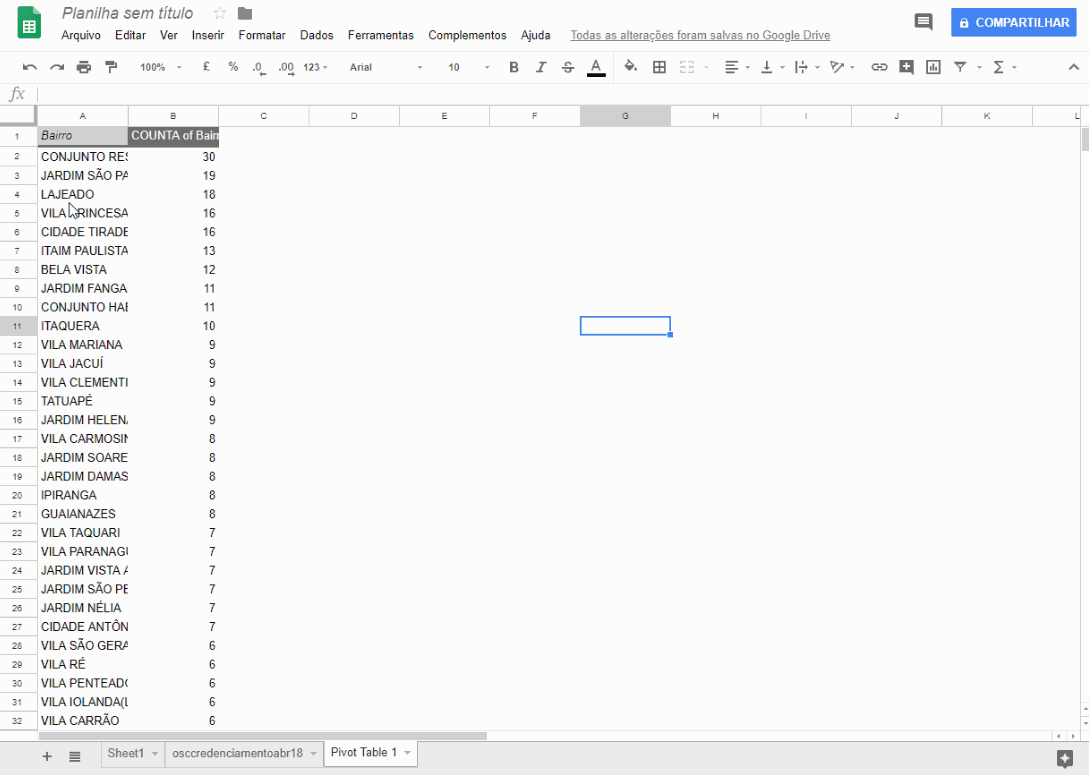 Planilha sem título
Arquivo Editar Ver Inserir Formatar Dados Ferramentas Complementos Ajuda Todas as alterações foram salvas no Google Drive
COMPARTILHAR
100% £ % .0 .00 123 Arial 10 B I S A
fx
A B C D E F G H I J K L
1 Bairro COUNTA of Bairr
2 CONJUNTO RES 30
3 JARDIM SÃO PA 19
4 LAJEADO 18
5 VILA PRINCESA 16
6 CIDADE TIRADE 16
7 ITAIM PAULISTA 13
8 BELA VISTA 12
9 JARDIM FANGA 11
10 CONJUNTO HAB 11
11 ITAQUERA 10
12 VILA MARIANA 9
13 VILA JACUÍ 9
14 VILA CLEMENTI 9
15 TATUAPÉ 9
16 JARDIM HELENA 9
17 VILA CARMOSIN 8
18 JARDIM SOARE 8
19 JARDIM DAMAS 8
20 IPIRANGA 8
21 GUAIANAZES 8
22 VILA TAQUARI 7
23 VILA PARANAGU 7
24 JARDIM VISTA A 7
25 JARDIM SÃO PE 7
26 JARDIM NÉLIA 7
27 CIDADE ANTÔN 7
28 VILA SÃO GERA 6
29 VILA RÉ 6
30 VILA PENTEADO 6
31 VILA IOLANDA(L 6
32 VILA CARRÃO 6
Sheet1 osccredenciamentoabr18 Pivot Table 1